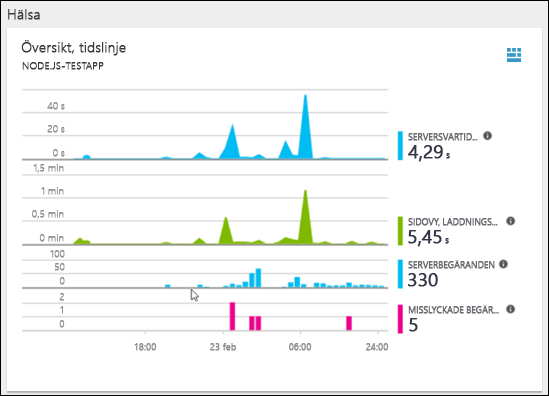 Hälsa
Översikt, tidslinje
NODE.JS-TESTAPP
40 s
20 s
0 s
SERVERSVARTID...
4,29 s
1,5 min
1 min
0,5 min
0 min
SIDOVY, LADDNINGS...
5,45 s
100
50
0
SERVERBEGÄRANDEN
330
2
1
0
MISSLYCKADE BEGÄR...
5
18:00 23 feb 06:00 24:00